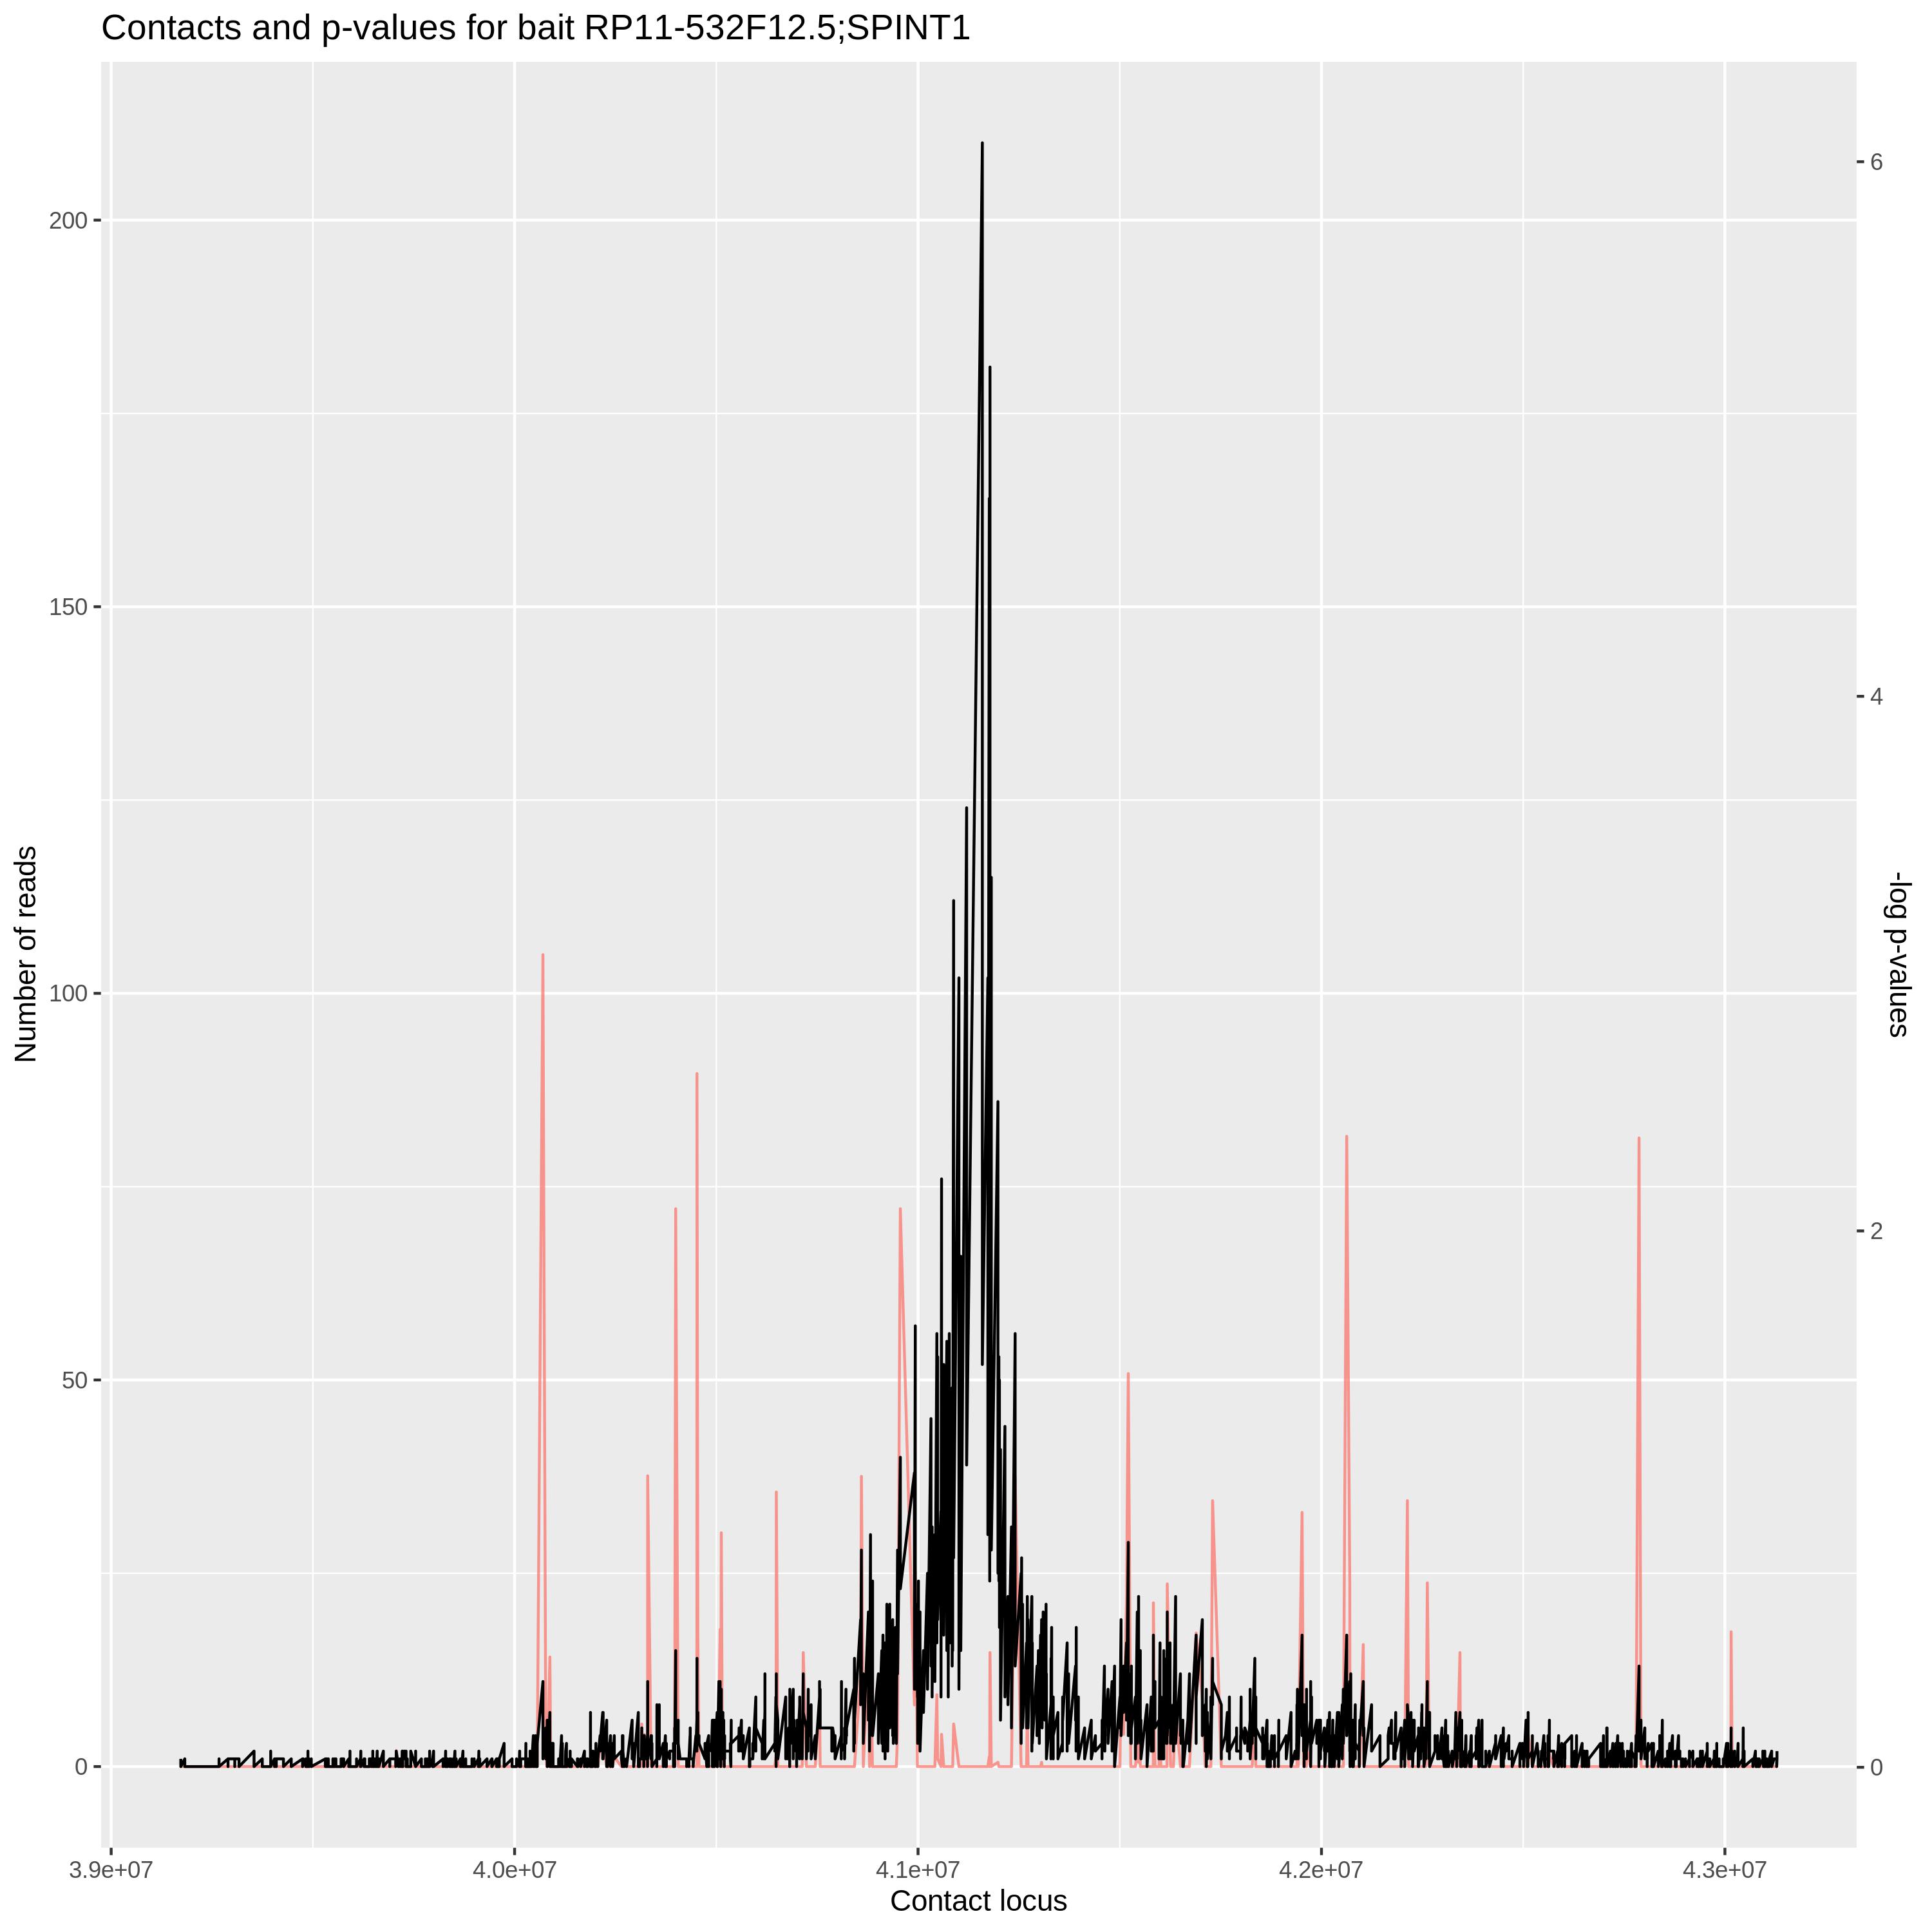 Contacts and p-values for bait RP11-532F12.5;SPINT1
Number of reads
200
150
100
50
0
6
4
2
0
-log p-values
3.9e+07
4.0e+07
4.1e+07
4.2e+07
4.3e+07
Contact locus